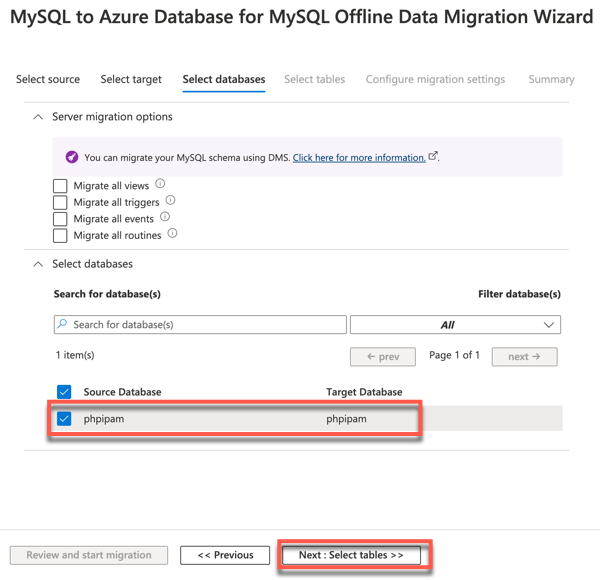 MySQL to Azure Database for MySQL Offline Data Migration Wizard
Select source Select target Select databases Select tables Configure migration settings Summary
Server migration options
You can migrate your MySQL schema using DMS. Click here for more information. .
Migrate all views
Migrate all triggers
Migrate all events
Migrate all routines
Select databases
Search for database(s) Filter database(s)
Search for database(s) All
1 item(s) ← prev Page 1 of 1 next →
Source Database Target Database
phpipam phpipam
Review and start migration << Previous Next : Select tables >>